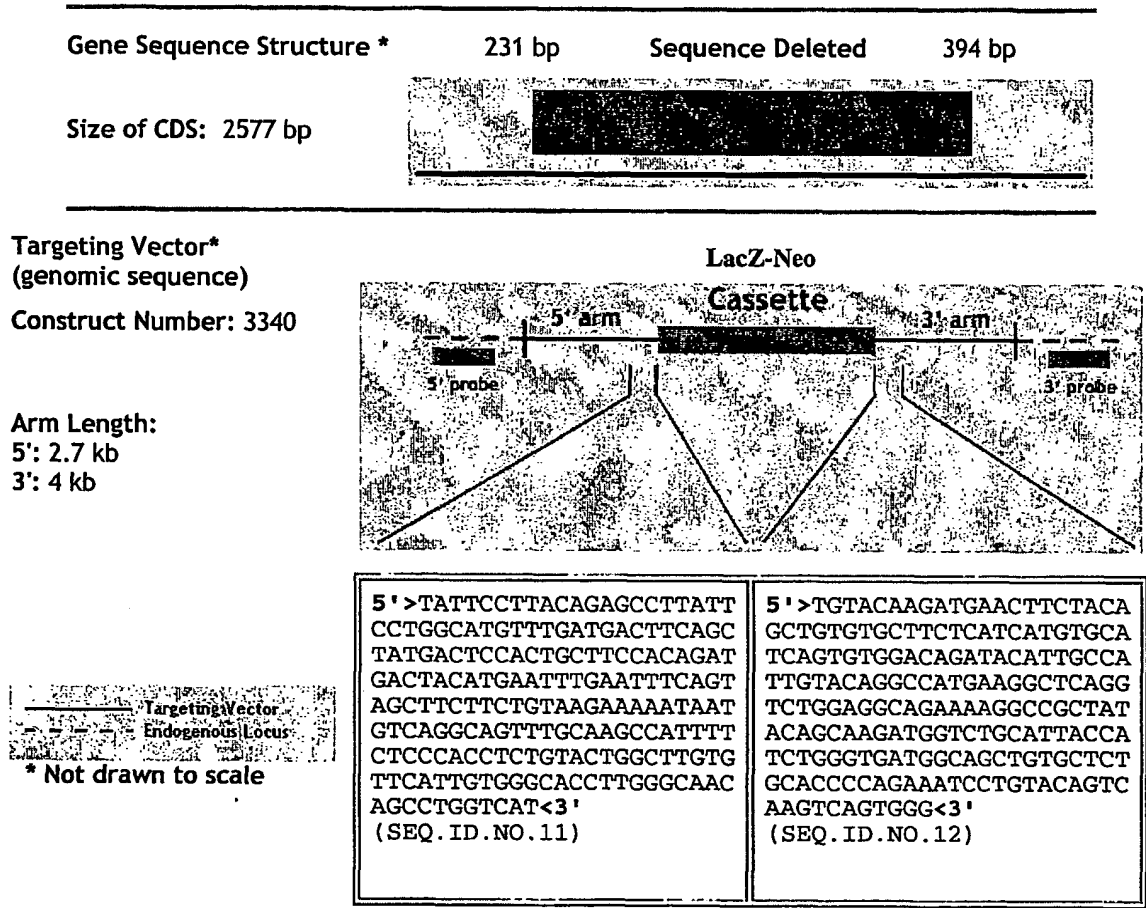 Gene Sequence Structure * 231 bp Sequence Deleted 394 bp
Size of CDS: 2577 bp
Targeting Vector*
(genomic sequence)
Construct Number: 3340
Arm Length:
5': 2.7 kb
3': 4 kb
LacZ-Neo
Cassette
5' arm
3' arm
5' probe
3' probe
5'>TATTCCTTACAGAGCCTTATT
CCTGGCATGTTTGATGACTTCAGC
TATGACTCCACTGCTTCCACAGAT
GACTACATGAATTTGAATTTCAGT
AGCTTCTTCTGTAAGAAAAATAAT
GTCAGGCAGTTTGCAAGCCATTTT
CTCCCACCTCTGTACTGGCTTGTG
TTCATTGTGGGCACCTTGGGCAAC
AGCCTGGTCAT<3'
(SEQ.ID.NO.11)
5'>TGTACAAGATGAACTTCTACA
GCTGTGTGCTTCTCATCATGTGCA
TCAGTGTGGACAGATACATTGCCA
TTGTACAGGCCATGAAGGCTCAGG
TCTGGAGGCAGAAAAGGCCGCTAT
ACAGCAAGATGGTCTGCATTACCA
TCTGGGTGATGGCAGCTGTGCTCT
GCACCCCAGAAATCCTGTACAGTC
AAGTCAGTGGG<3'
(SEQ.ID.NO.12)
Targeting Vector
Endogenous Locus
* Not drawn to scale